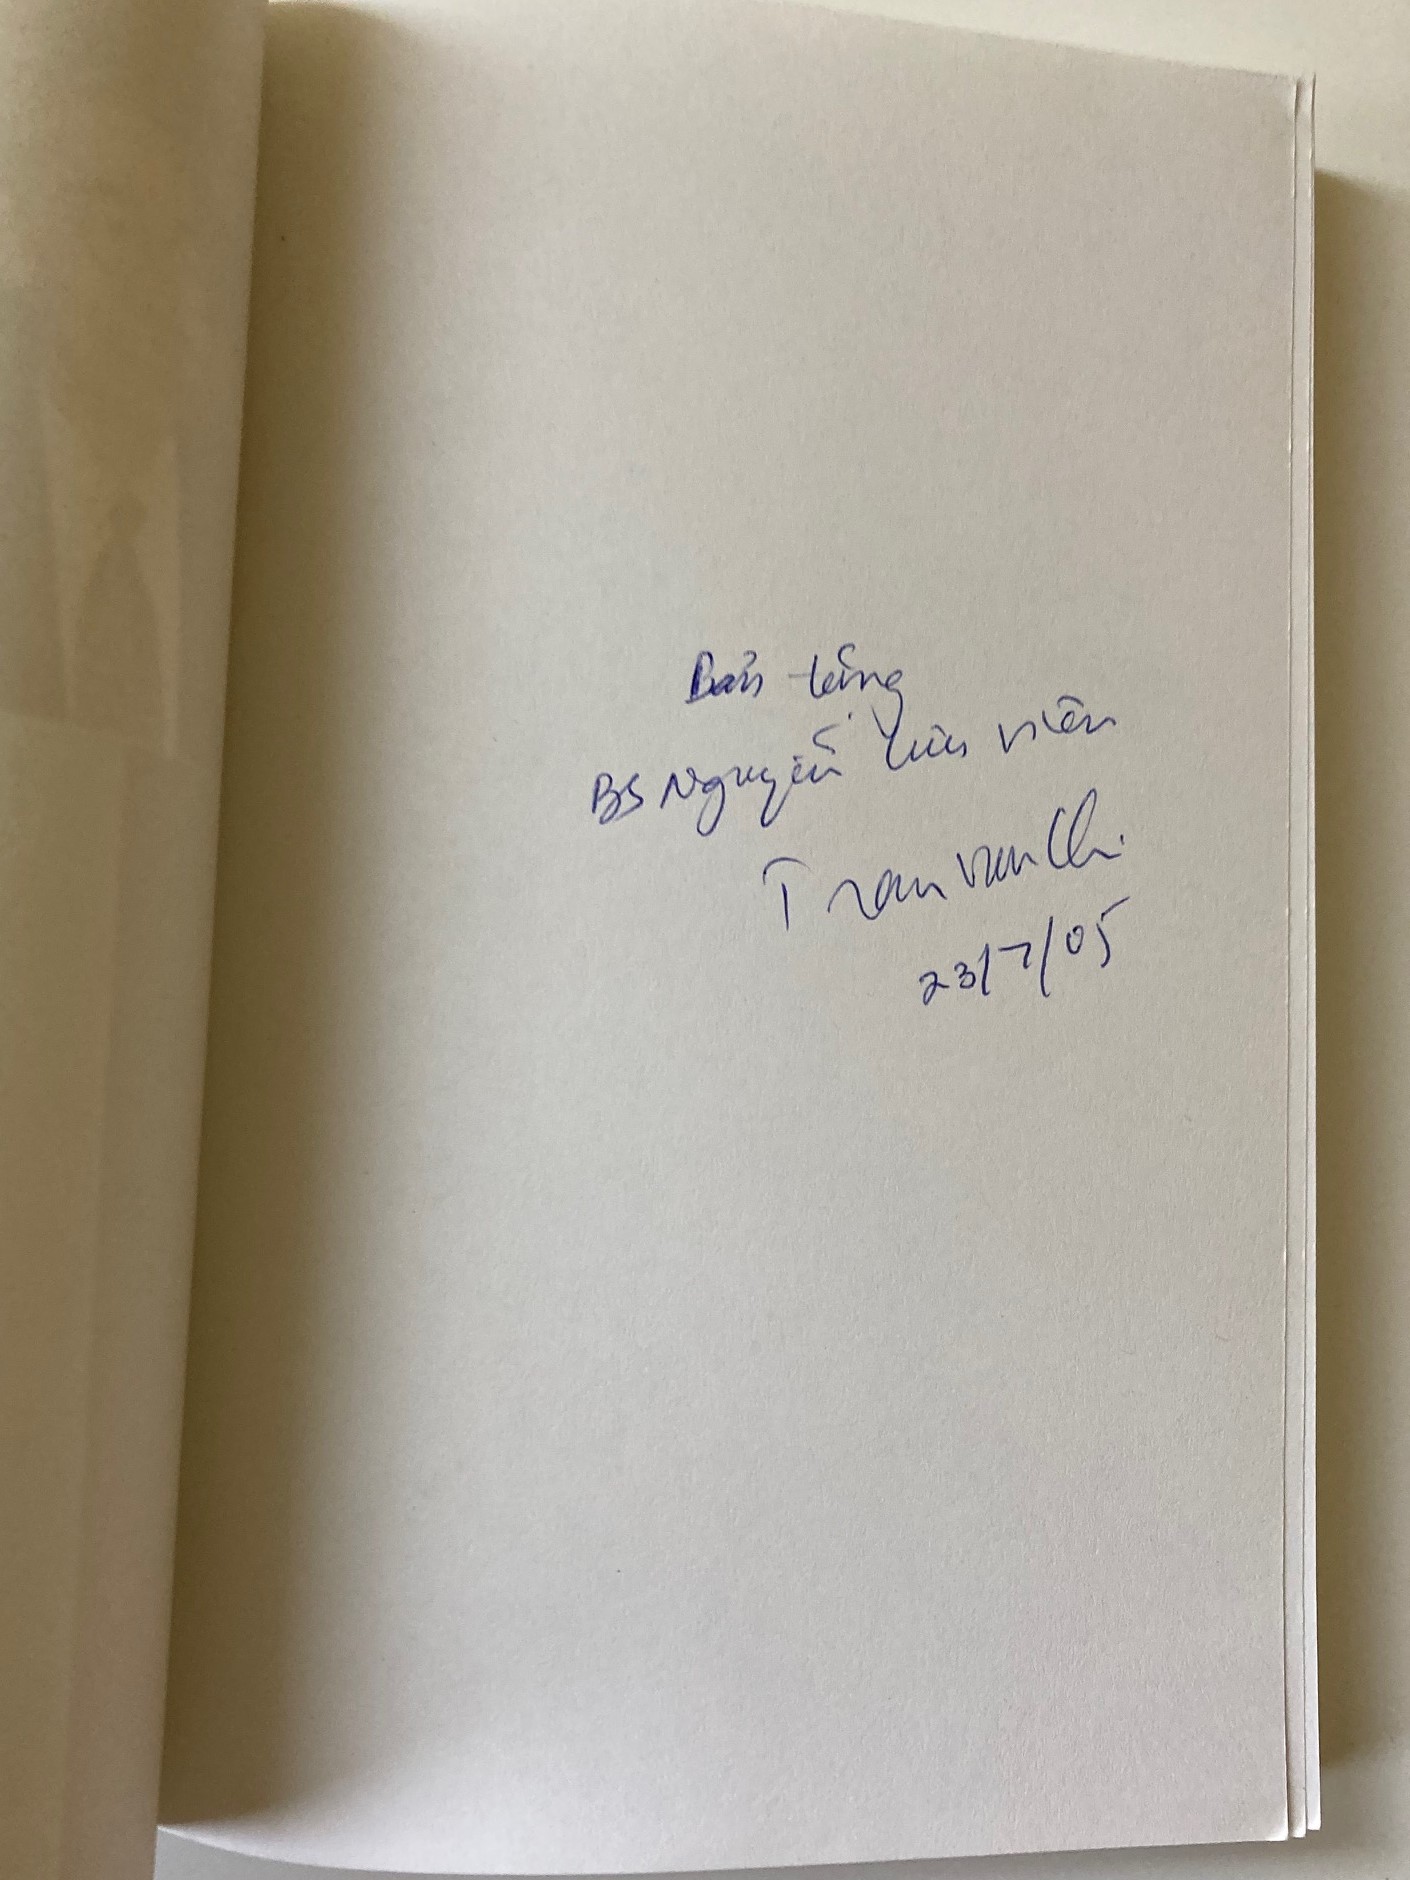 Bản tặng
BS Nguyễn Lưu Viên
Tran Van Chi
23/7/05